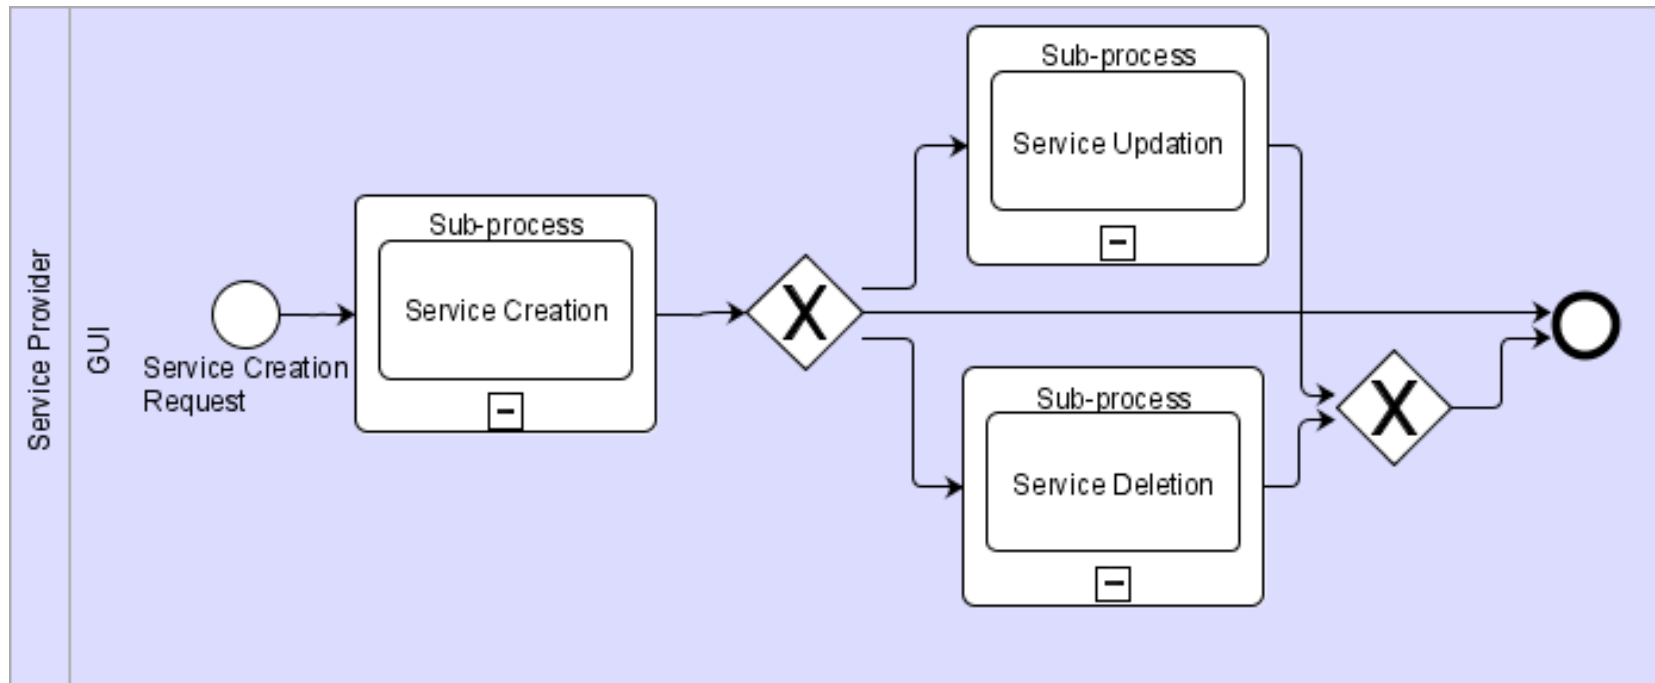 Service Provider
GUI
Service Creation
Request
Sub-process
Service Creation
X
Sub-process
Service Updation
Sub-process
Service Deletion
X